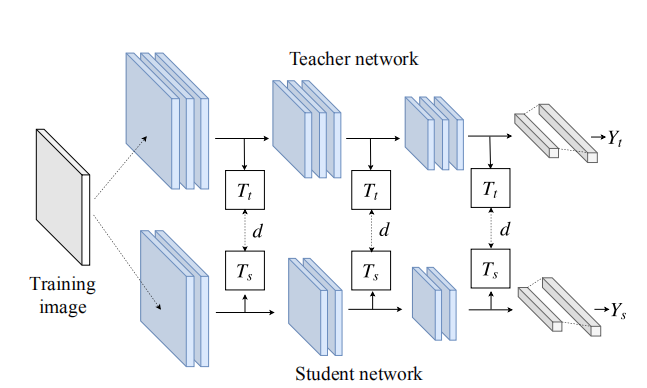 Teacher network
Y_t
T_t T_t T_t
d d d
T_s T_s T_s
Training
image
Y_s
Student network